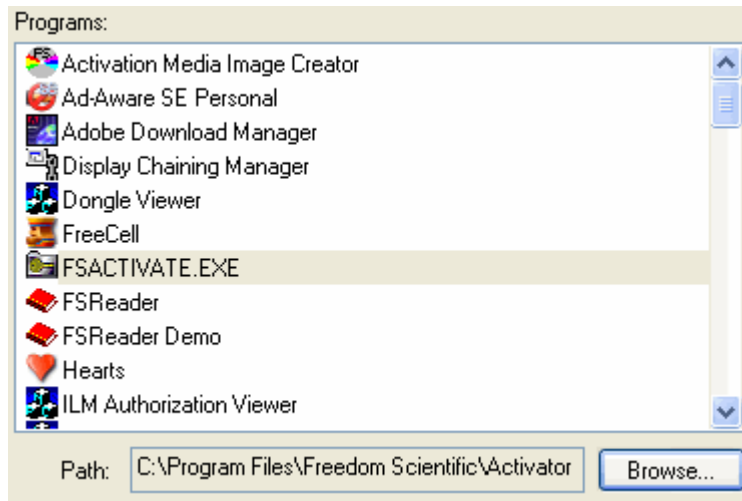 Programs:
Activation Media Image Creator
Ad-Aware SE Personal
Adobe Download Manager
Display Chaining Manager
Dongle Viewer
FreeCell
FSACTIVATE.EXE
FSReader
FSReader Demo
Hearts
ILM Authorization Viewer
Path: C:\Program Files\Freedom Scientific\Activator Browse...